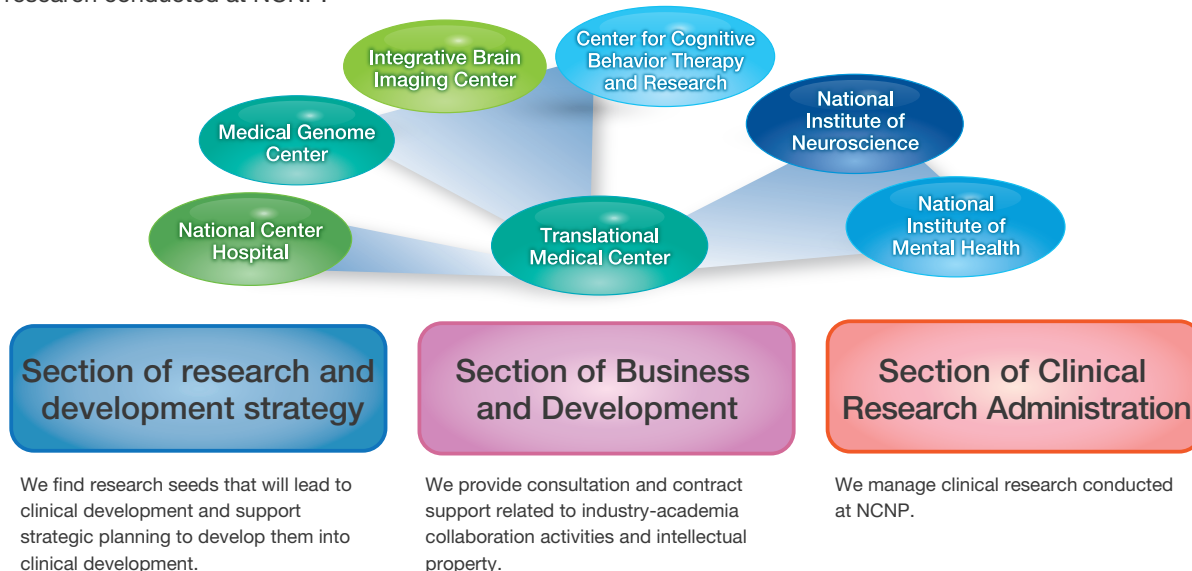 research conducted at NCNP.
Center for Cognitive
Behavior Therapy
and Research
Integrative Brain
Imaging Center
National
Institute of
Neuroscience
Medical Genome
Center
National
Institute of
Mental Health
National Center
Hospital
Translational
Medical Center
Section of research and
development strategy
We find research seeds that will lead to
clinical development and support
strategic planning to develop them into
clinical development.
Section of Business
and Development
We provide consultation and contract
support related to industry-academia
collaboration activities and intellectual
property.
Section of Clinical
Research Administration
We manage clinical research conducted
at NCNP.